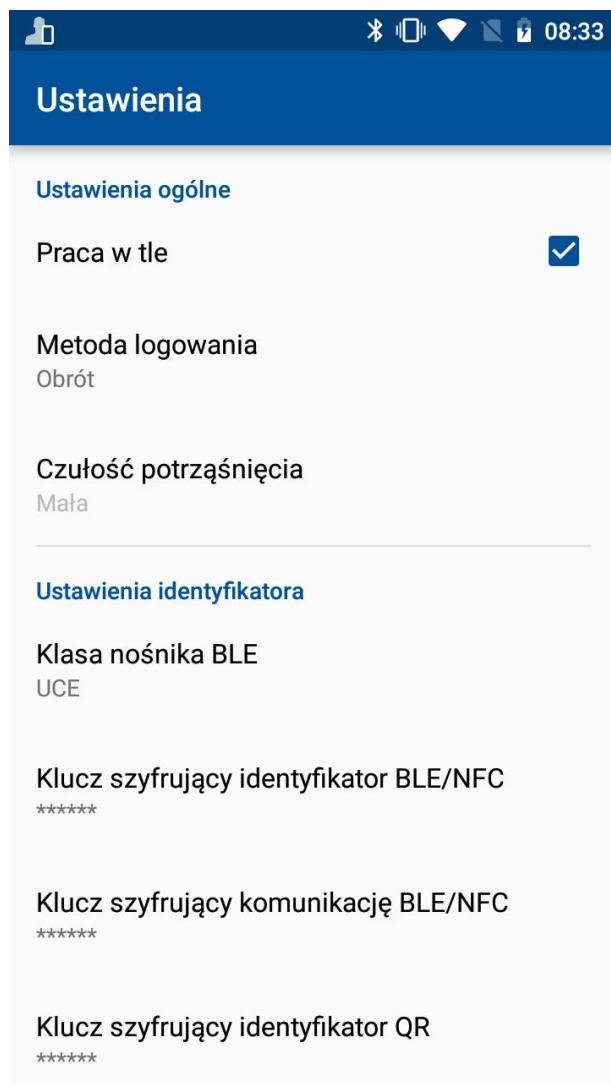 08:33
Ustawienia
Ustawienia ogólne
Praca w tle
Metoda logowania
Obrót
Czułość potrząśnięcia
Mała
Ustawienia identyfikatora
Klasa nośnika BLE
UCE
Klucz szyfrujący identyfikator BLE/NFC
******
Klucz szyfrujący komunikację BLE/NFC
******
Klucz szyfrujący identyfikator QR
******